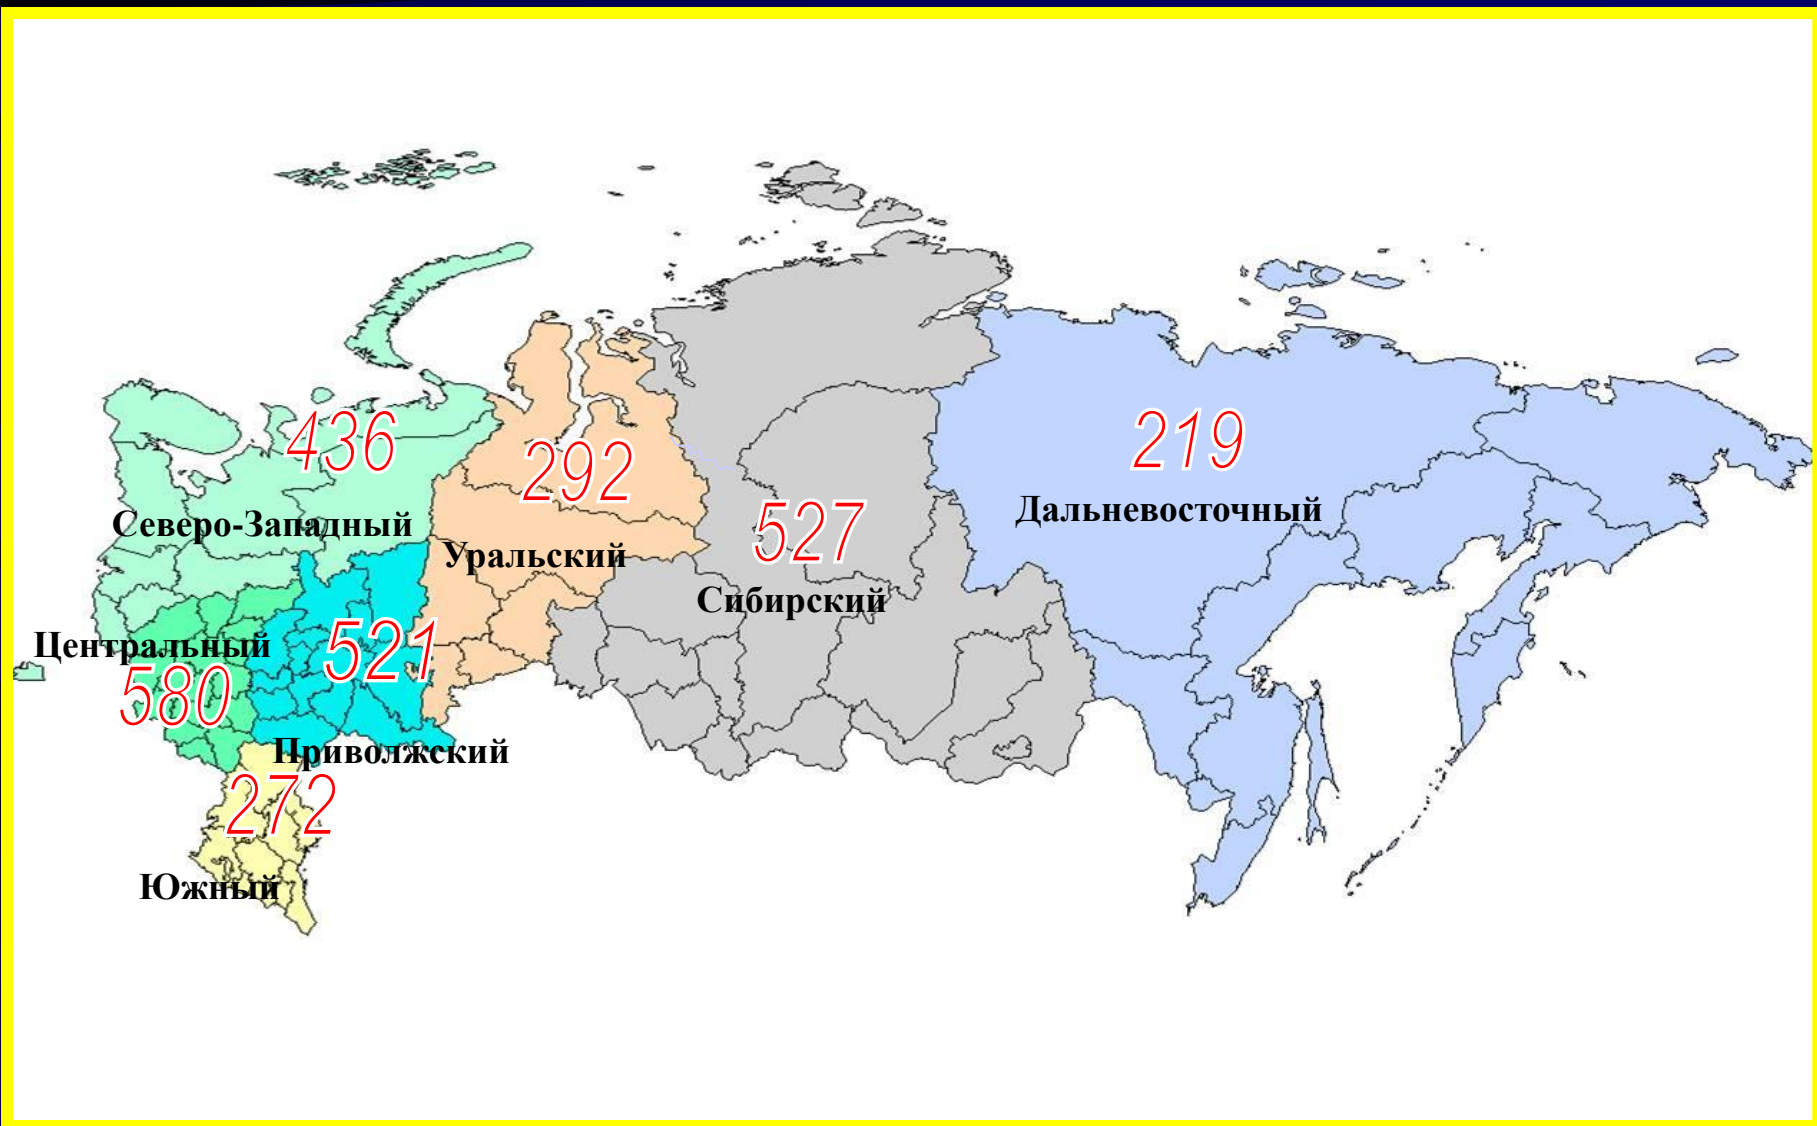 436
Северо-Западный
292
Уральский
219
Дальневосточный
527
Сибирский
Центральный
580
521
Приволжский
272
Южный